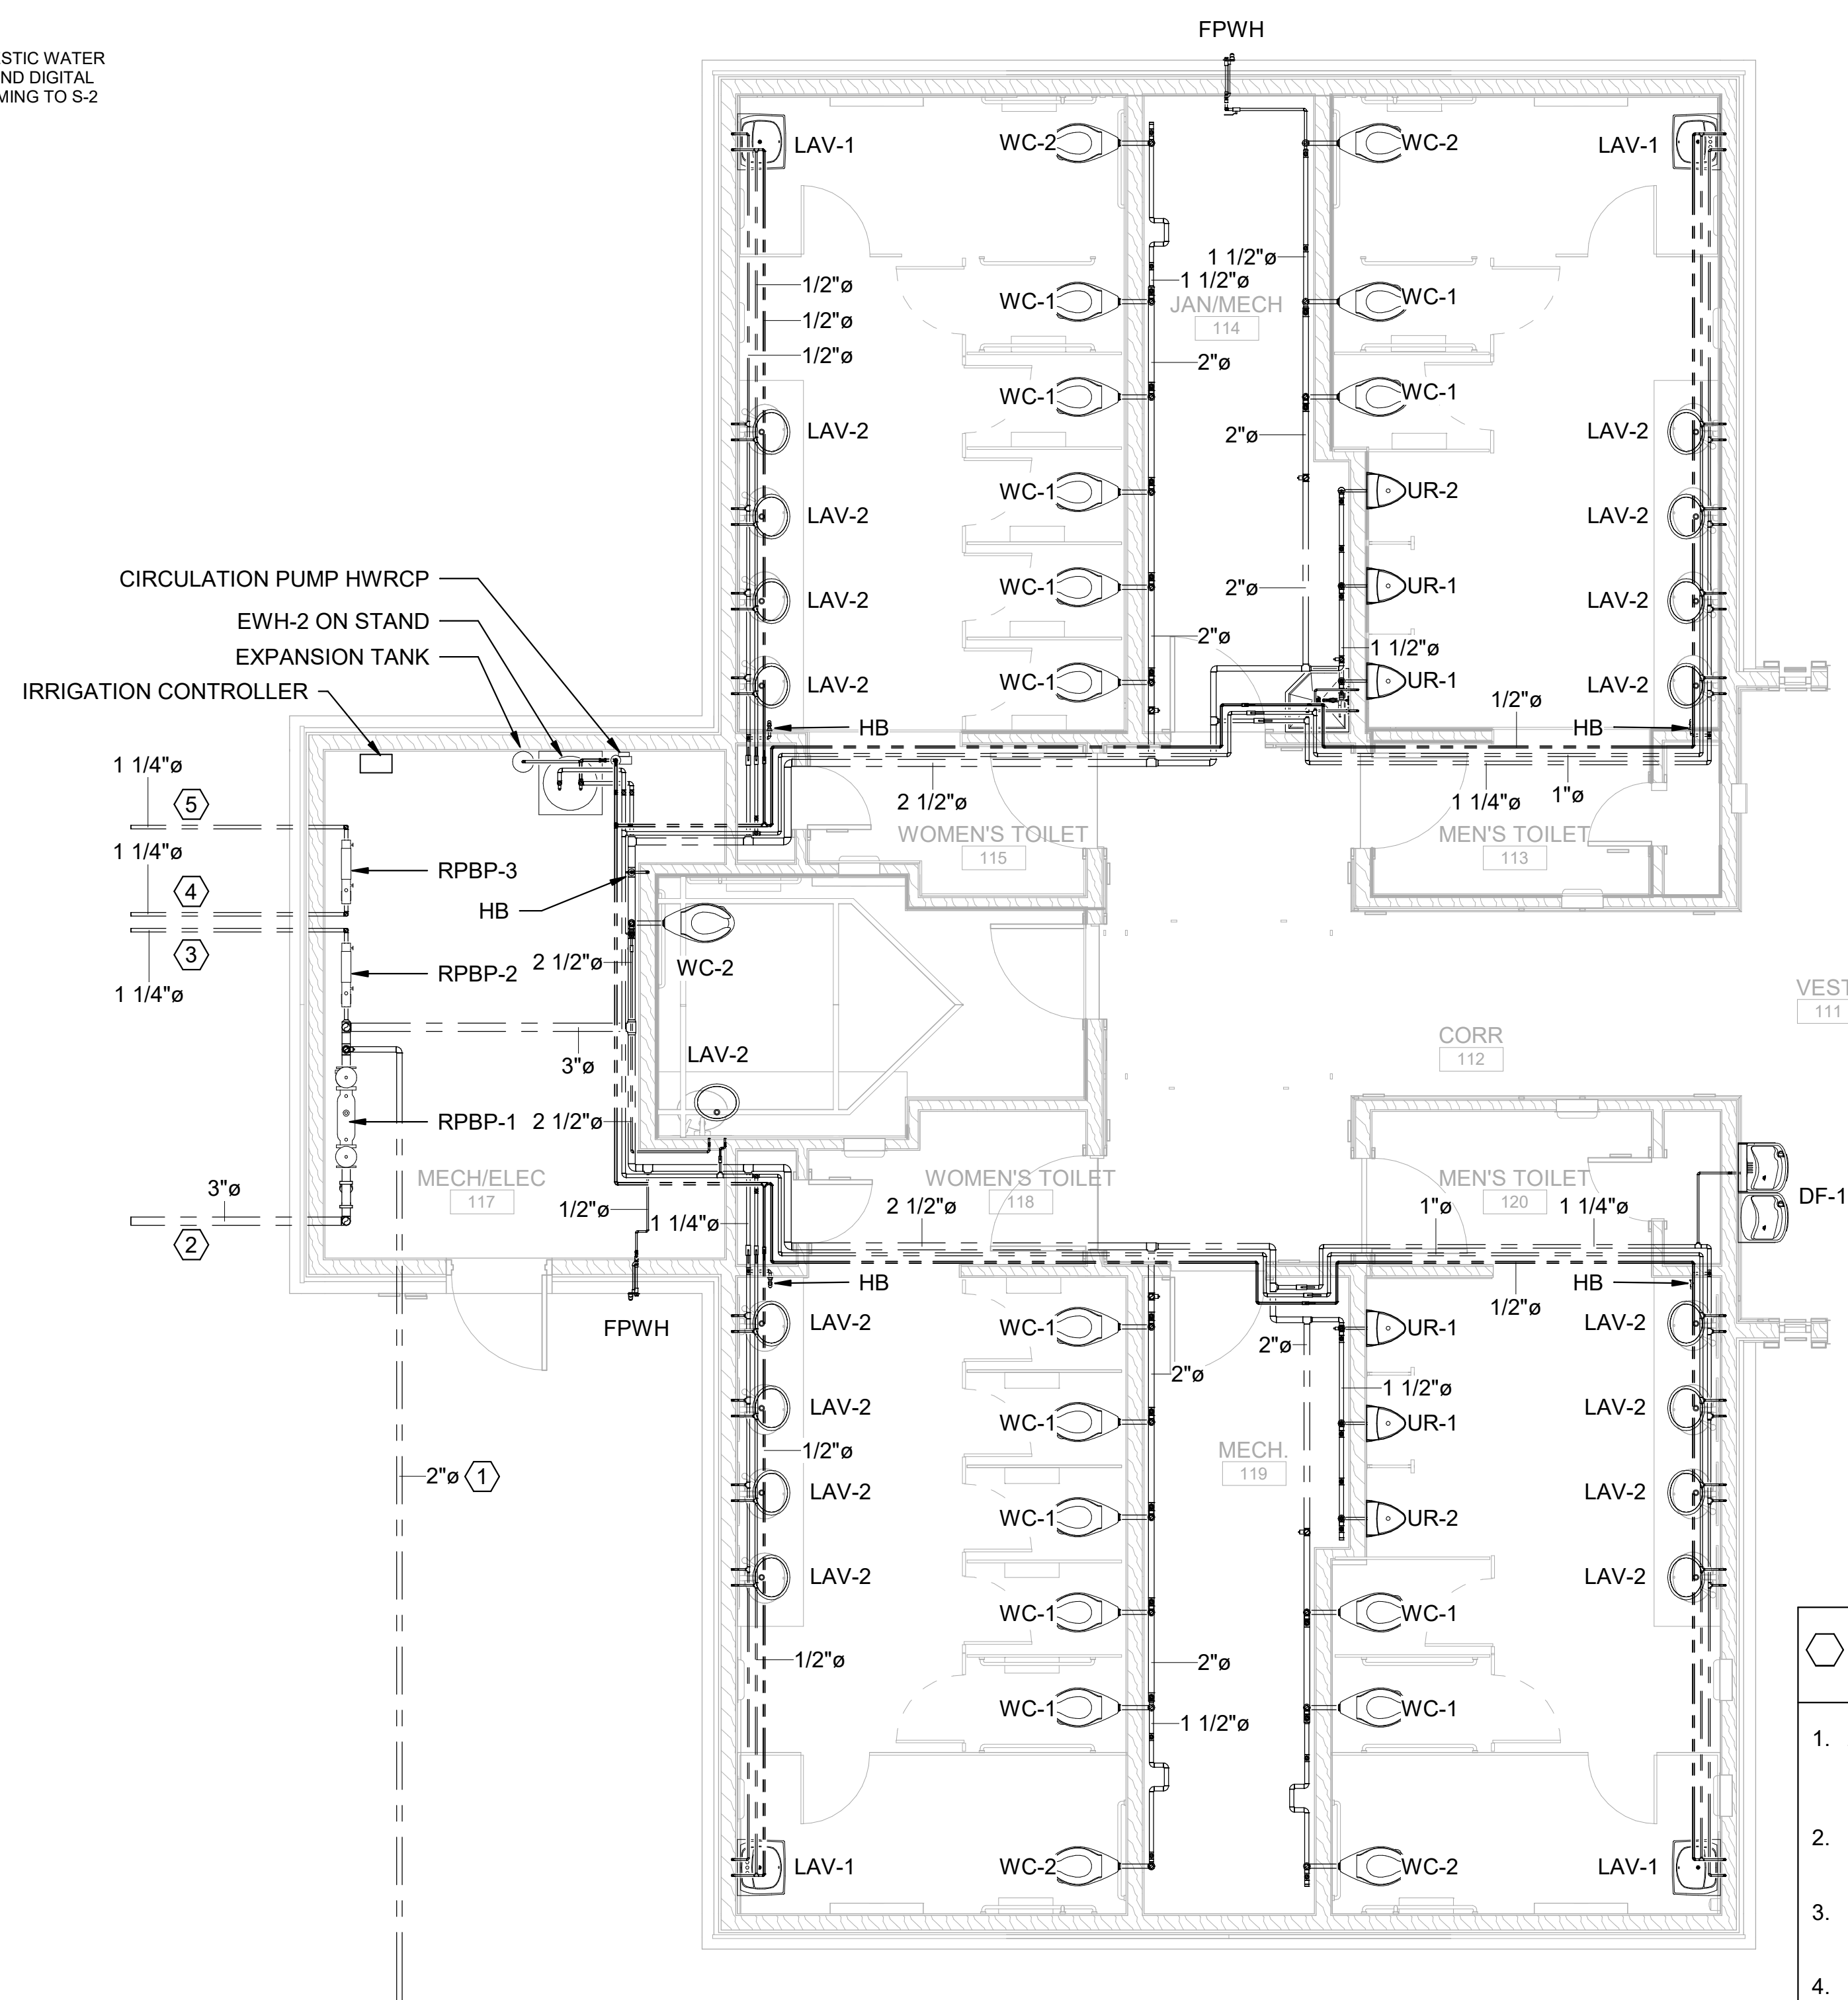 FPWH
STIC WATER
ND DIGITAL
MING TO S-2
LAV-1
WC-2
WC-2
LAV-1
1 1/2"ø
1 1/2"ø
1/2"ø
WC-1
JAN/MECH
114
WC-1
1/2"ø
1/2"ø
2"ø
WC-1
WC-1
LAV-2
2"ø
LAV-2
WC-1
UR-2
LAV-2
LAV-2
CIRCULATION PUMP HWRCP
WC-1
2"ø
UR-1
EWH-2 ON STAND
LAV-2
LAV-2
2"ø
1 1/2"ø
EXPANSION TANK
IRRIGATION CONTROLLER
LAV-2
WC-1
UR-1
LAV-2
1/2"ø
HB
HB
1 1/4"ø
5
2 1/2"ø
1 1/4"ø
1"ø
WOMEN'S TOILET
115
MEN'S TOILET
113
1 1/4"ø
RPBP-3
4
HB
3
2 1/2"ø
WC-2
RPBP-2
1 1/4"ø
VEST
111
CORR
112
3"ø
LAV-2
RPBP-1
2 1/2"ø
MECH/ELEC
117
WOMEN'S TOILET
118
MEN'S TOILET
120
DF-1
3"ø
2
1/2"ø
1 1/4"ø
2 1/2"ø
1"ø
1 1/4"ø
HB
HB
1/2"ø
FPWH
LAV-2
WC-1
UR-1
LAV-2
2"ø
2"ø
1 1/2"ø
LAV-2
WC-1
UR-1
LAV-2
1/2"ø
MECH.
119
2"ø
1
LAV-2
WC-1
UR-2
LAV-2
LAV-2
LAV-2
WC-1
WC-1
1/2"ø
2"ø
WC-1
WC-1
1 1/2"ø
1.
2.
LAV-1
WC-2
WC-2
LAV-1
3.
4.